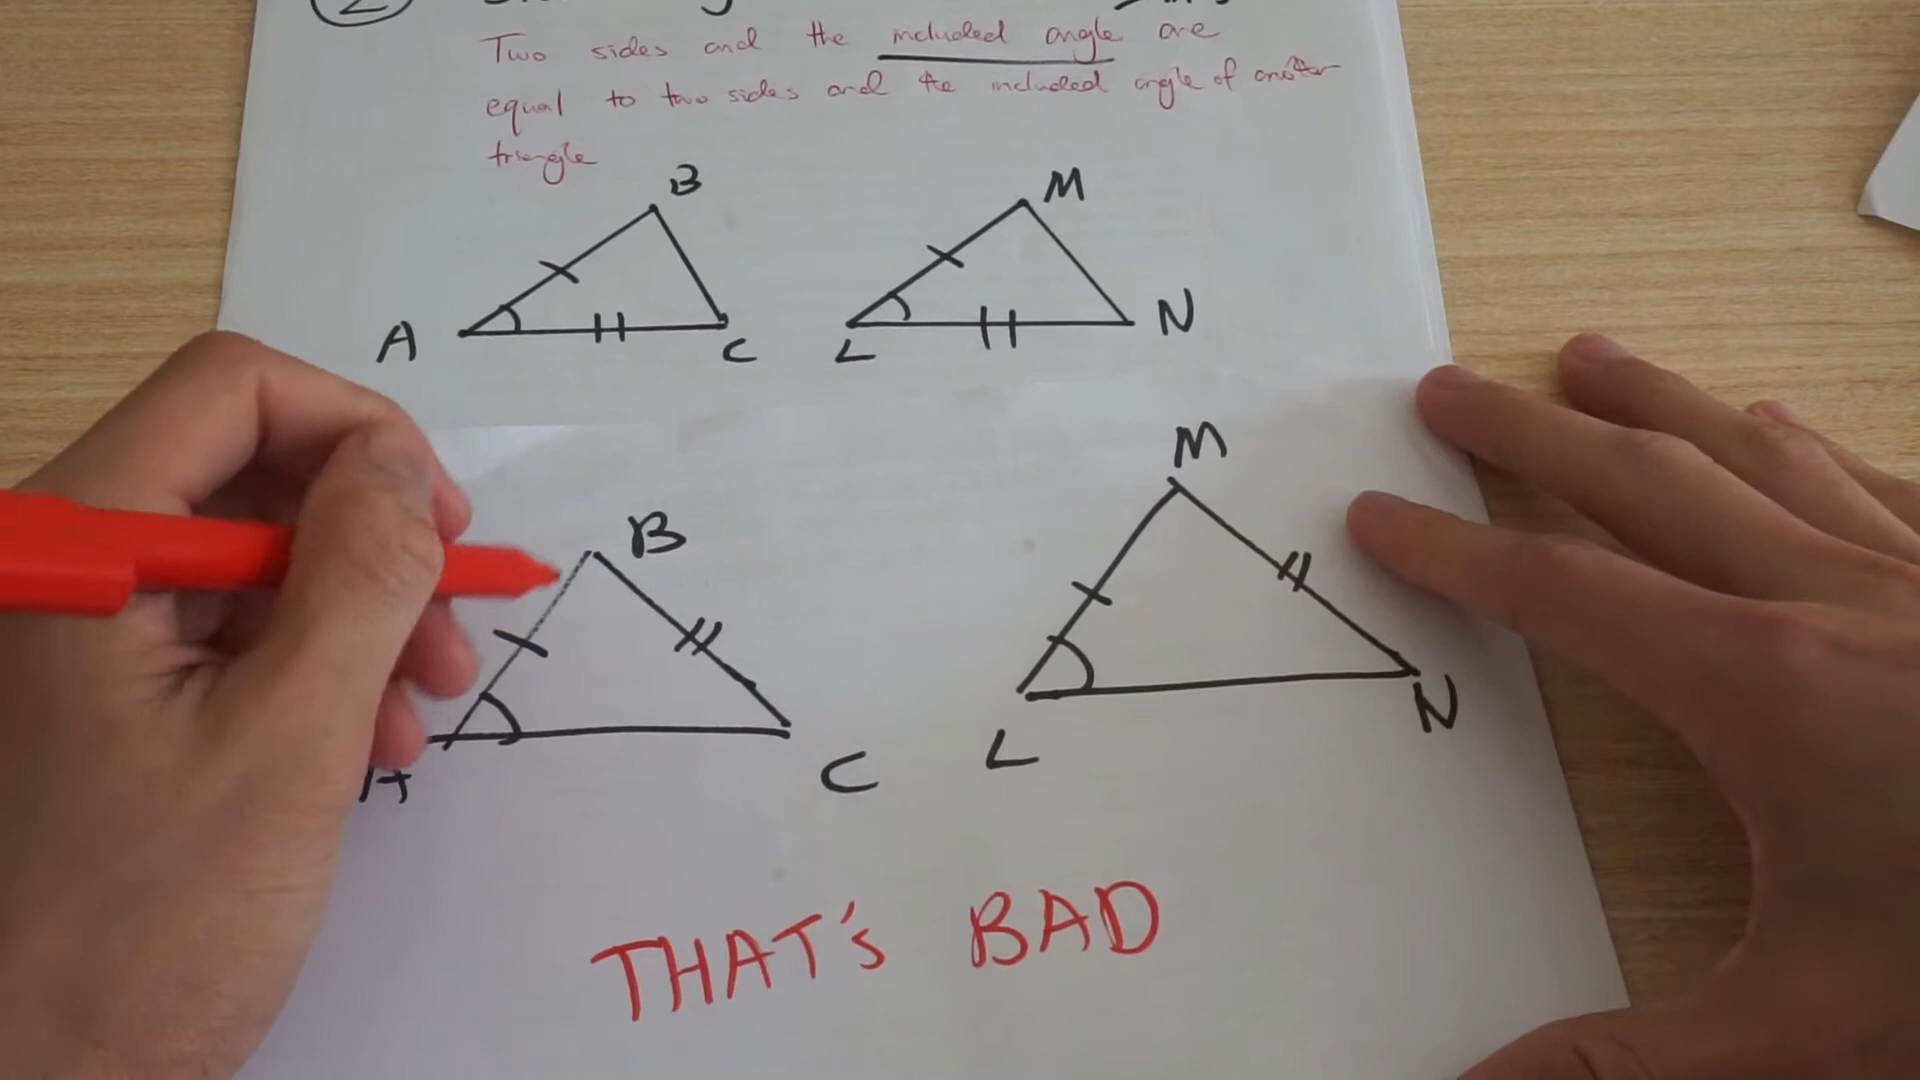 2
Two sides and the included angle are
equal to two sides and the included angle of another
triangle
B M
A C L N
M
B
N
L
A C
THAT'S BAD